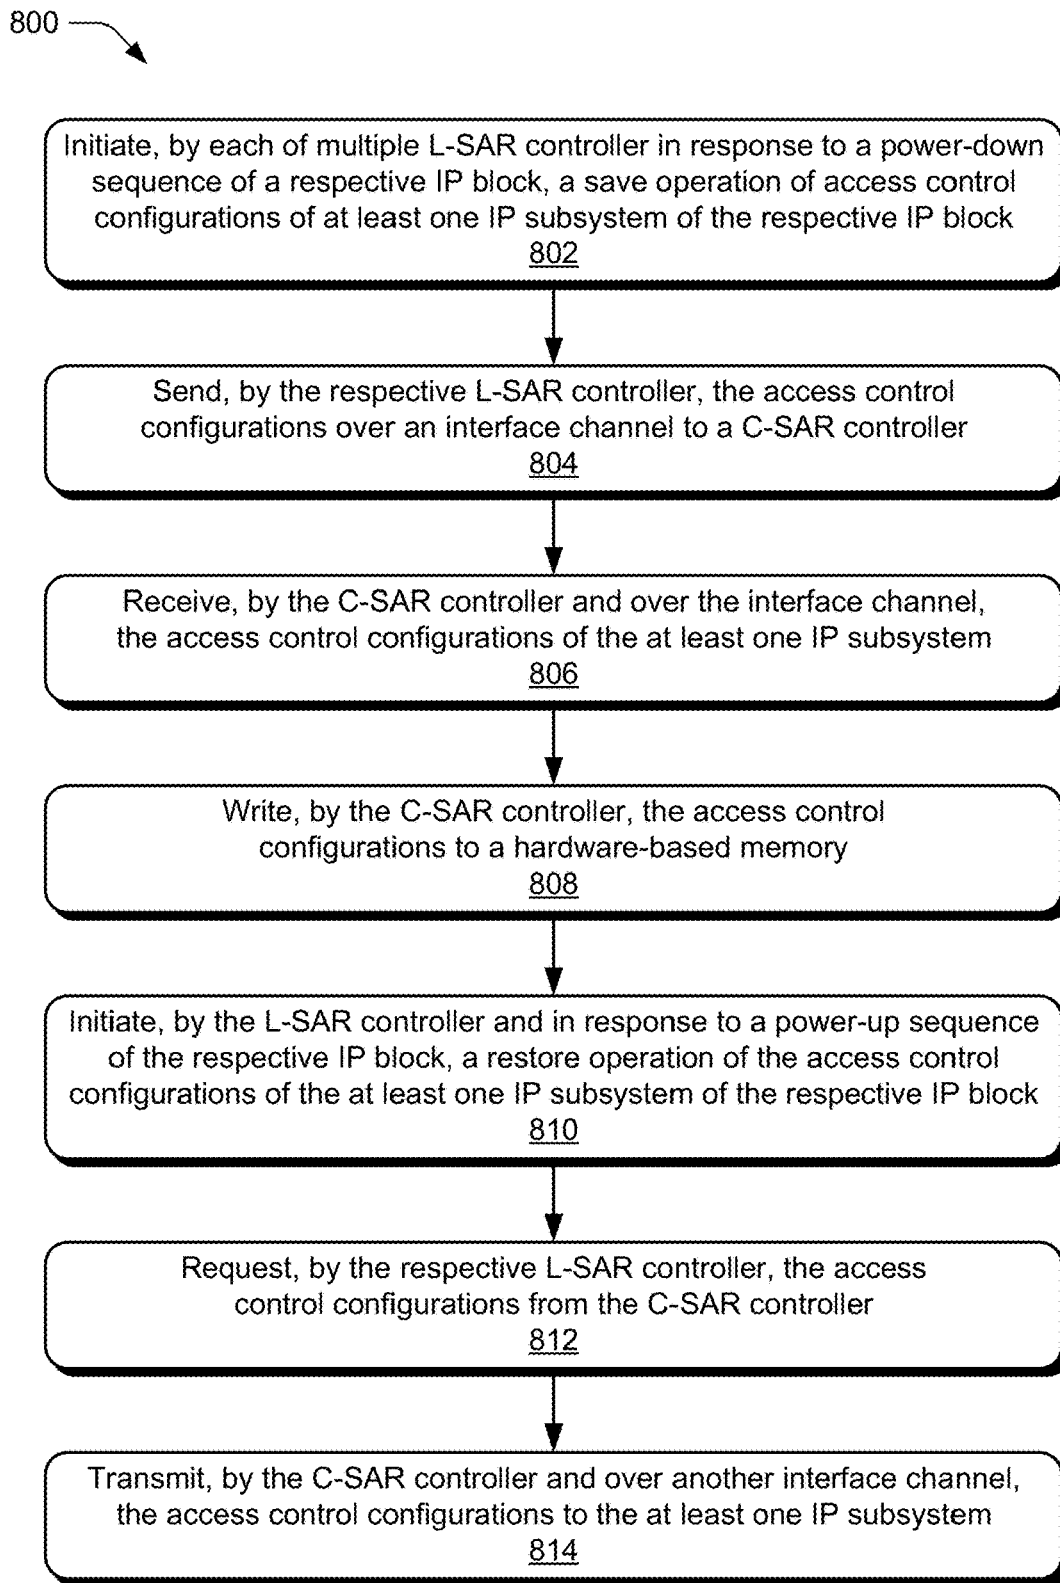 800
Initiate, by each of multiple L-SAR controller in response to a power-down
sequence of a respective IP block, a save operation of access control
configurations of at least one IP subsystem of the respective IP block
802
Send, by the respective L-SAR controller, the access control
configurations over an interface channel to a C-SAR controller
804
Receive, by the C-SAR controller and over the interface channel,
the access control configurations of the at least one IP subsystem
806
Write, by the C-SAR controller, the access control
configurations to a hardware-based memory
808
Initiate, by the L-SAR controller and in response to a power-up sequence
of the respective IP block, a restore operation of the access control
configurations of the at least one IP subsystem of the respective IP block
810
Request, by the respective L-SAR controller, the access
control configurations from the C-SAR controller
812
Transmit, by the C-SAR controller and over another interface channel,
the access control configurations to the at least one IP subsystem
814